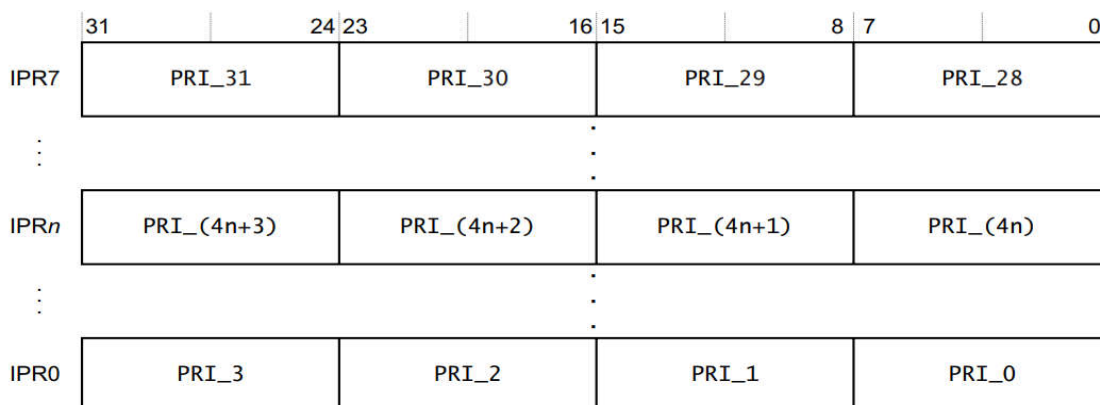 31 24 23 16 15 8 7 0
IPR7 PRI_31 PRI_30 PRI_29 PRI_28
IPRn PRI_(4n+3) PRI_(4n+2) PRI_(4n+1) PRI_(4n)
IPR0 PRI_3 PRI_2 PRI_1 PRI_0